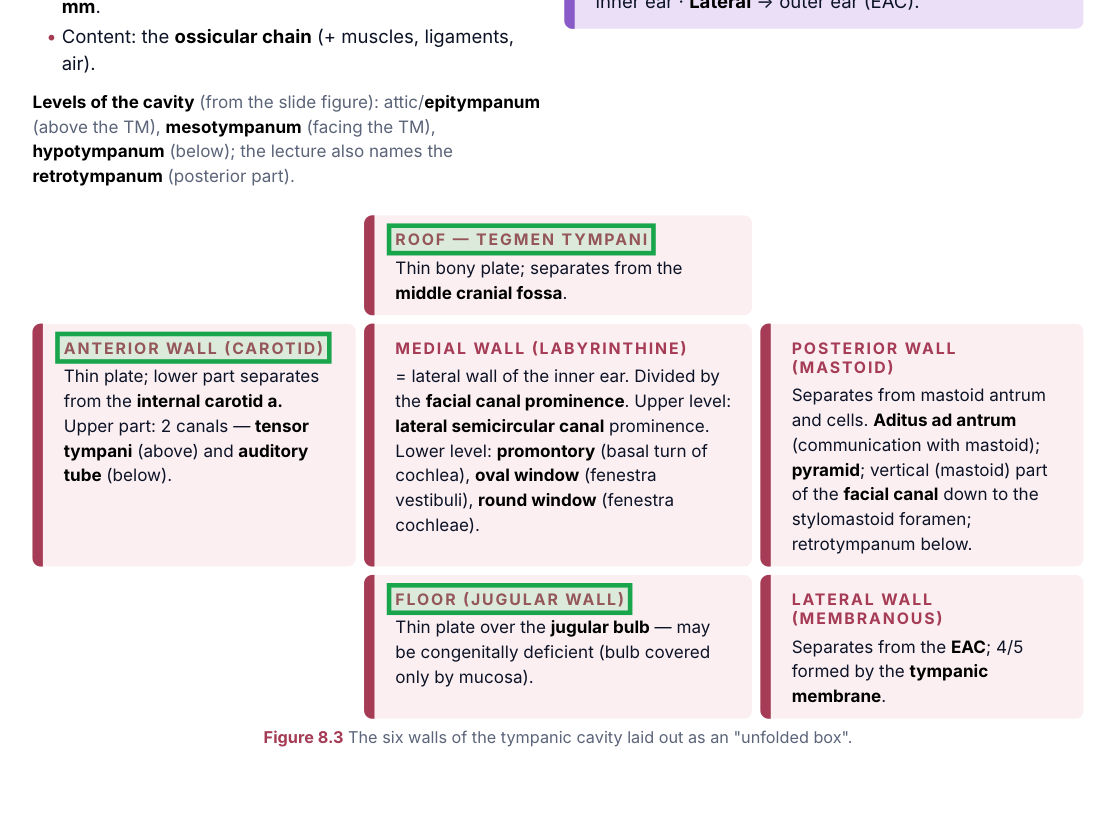 mm.
• Content: the ossicular chain (+ muscles, ligaments,
air).
inner ear · Lateral → outer ear (EAC).
Levels of the cavity (from the slide figure): attic/epitympanum
(above the TM), mesotympanum (facing the TM),
hypotympanum (below); the lecture also names the
retrotympanum (posterior part).
ROOF — TEGMEN TYMPANI
Thin bony plate; separates from the
middle cranial fossa.
ANTERIOR WALL (CAROTID)
Thin plate; lower part separates
from the internal carotid a.
Upper part: 2 canals — tensor
tympani (above) and auditory
tube (below).
MEDIAL WALL (LABYRINTHINE)
= lateral wall of the inner ear. Divided by
the facial canal prominence. Upper level:
lateral semicircular canal prominence.
Lower level: promontory (basal turn of
cochlea), oval window (fenestra
vestibuli), round window (fenestra
cochleae).
POSTERIOR WALL
(MASTOID)
Separates from mastoid antrum
and cells. Aditus ad antrum
(communication with mastoid);
pyramid; vertical (mastoid) part
of the facial canal down to the
stylomastoid foramen;
retrotympanum below.
FLOOR (JUGULAR WALL)
Thin plate over the jugular bulb — may
be congenitally deficient (bulb covered
only by mucosa).
LATERAL WALL
(MEMBRANOUS)
Separates from the EAC; 4/5
formed by the tympanic
membrane.
Figure 8.3 The six walls of the tympanic cavity laid out as an "unfolded box".